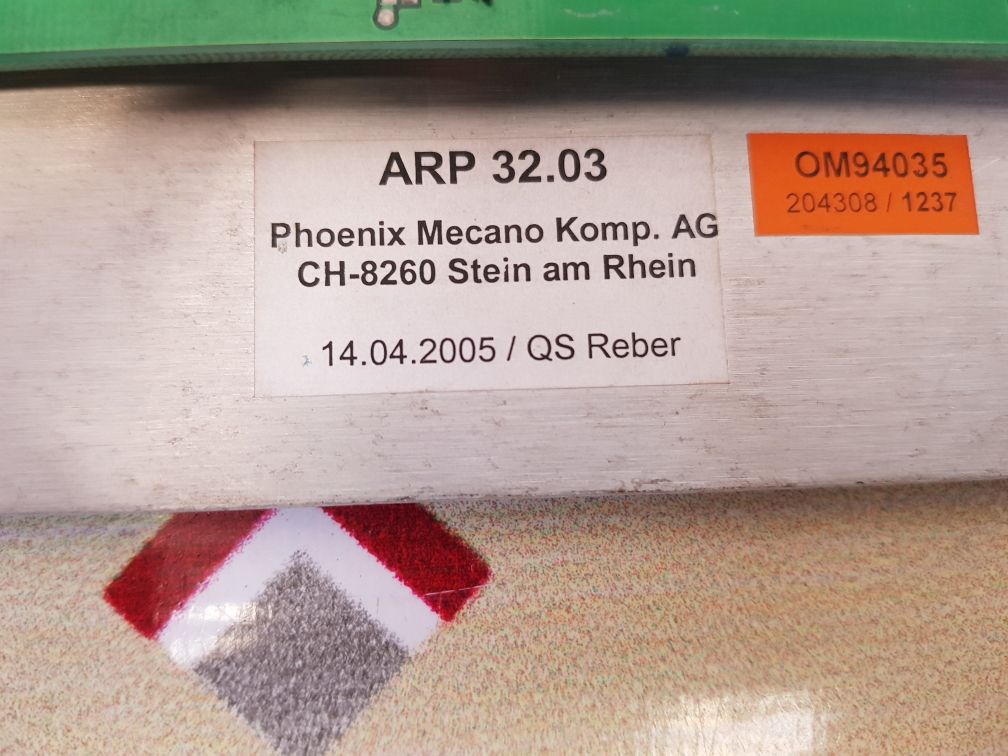 ARP 32.03
Phoenix Mecano Komp. AG
CH-8260 Stein am Rhein
14.04.2005 / QS Reber
OM94035
204308 / 1237